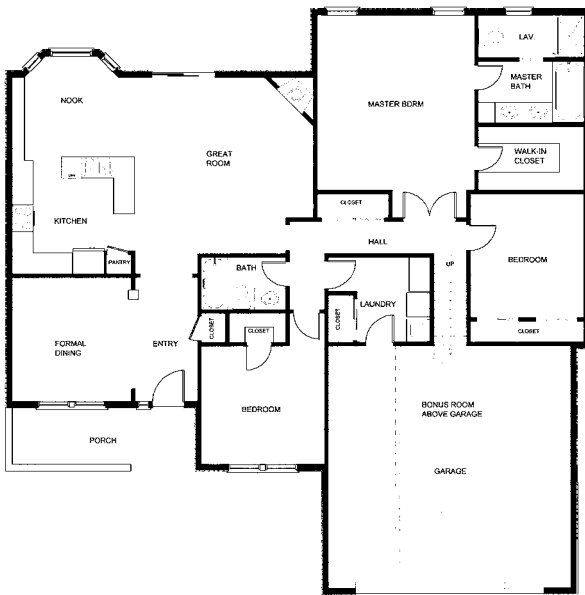 LAV.
MASTER
BATH
NOOK
MASTER BDRM
GREAT
ROOM
WALK-IN
CLOSET
CLOSET
KITCHEN
HALL
PANTRY
BATH
UP
BEDROOM
LAUNDRY
CLOSET
CLOSET
CLOSET
CLOSET
FORMAL
DINING
ENTRY
BEDROOM
BONUS ROOM
ABOVE GARAGE
PORCH
GARAGE